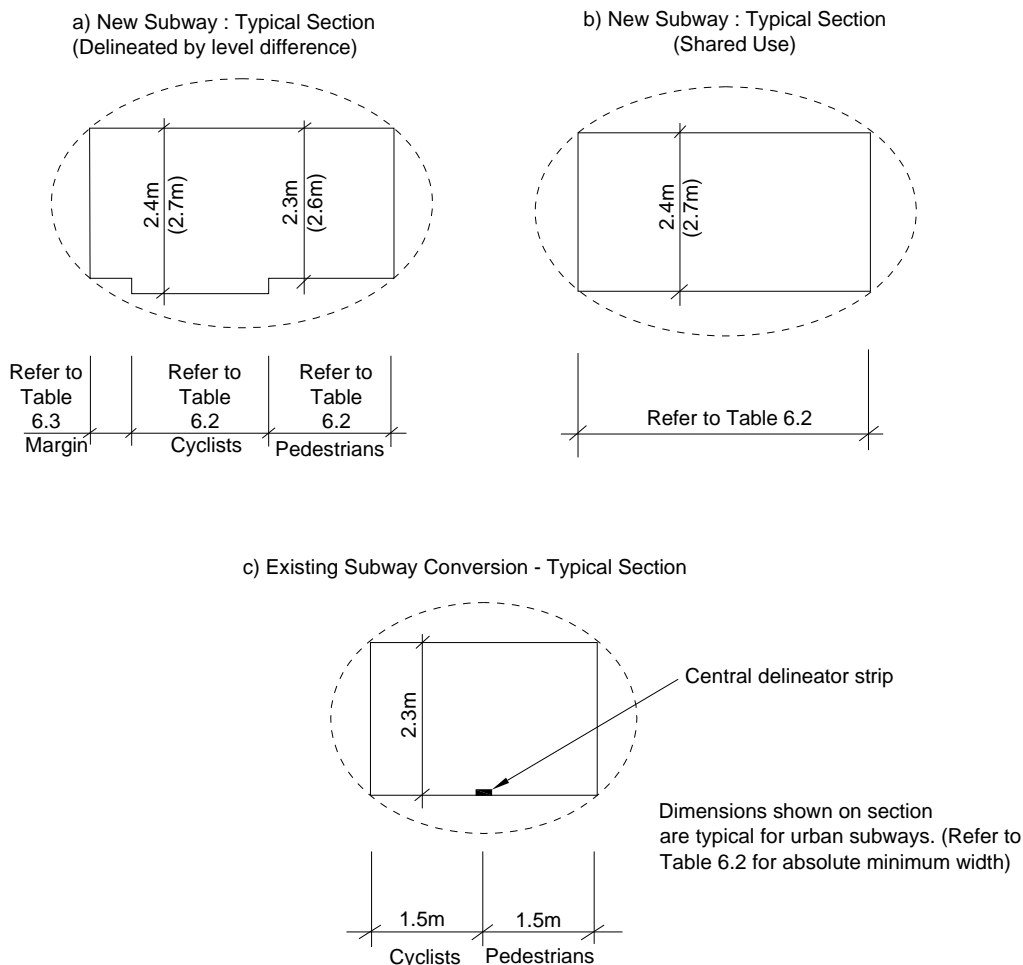 a) New Subway : Typical Section
(Delineated by level difference)
b) New Subway : Typical Section
(Shared Use)
2.4m
(2.7m)
2.3m
(2.6m)
2.4m
(2.7m)
Refer to
Table
6.3
Margin
Refer to
Table
6.2
Cyclists
Refer to
Table
6.2
Pedestrians
Refer to Table 6.2
c) Existing Subway Conversion - Typical Section
2.3m
Central delineator strip
Dimensions shown on section
are typical for urban subways. (Refer to
Table 6.2 for absolute minimum width)
1.5m
Cyclists
1.5m
Pedestrians